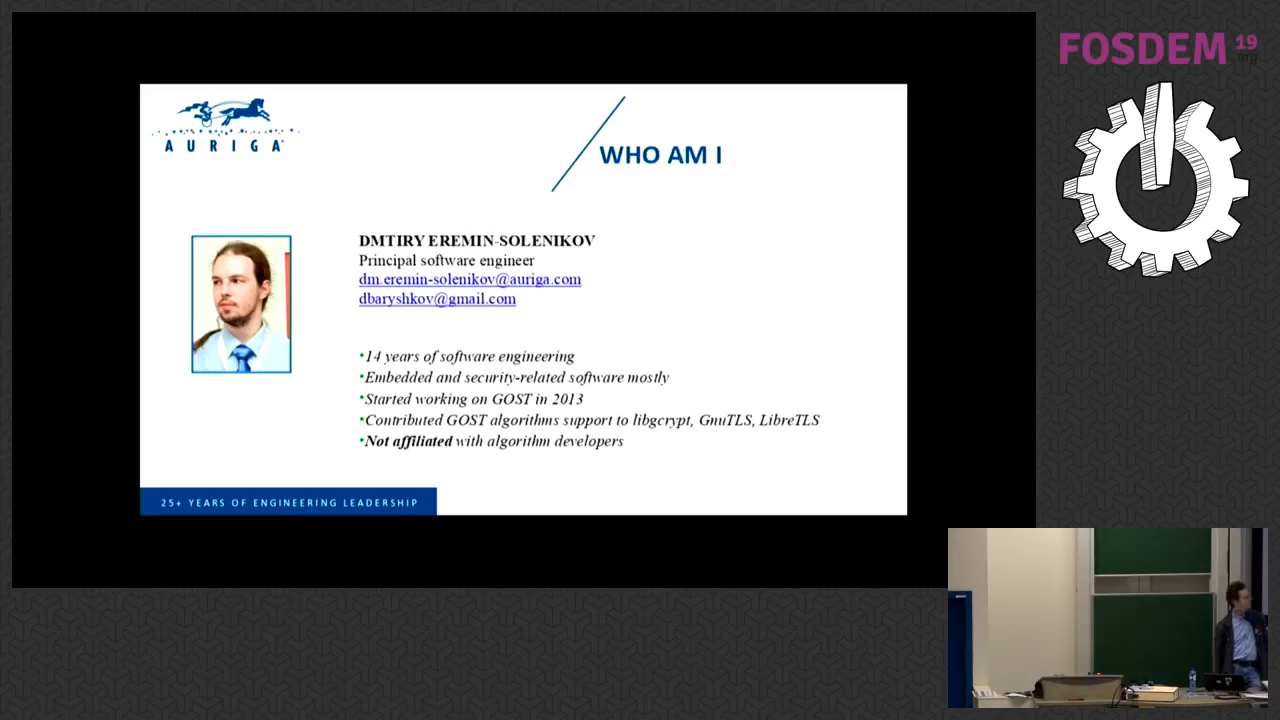 FOSDEM 19
.org
AURIGA
WHO AM I
DMTIRY EREMIN-SOLENIKOV
Principal software engineer
dm.eremin-solenikov@auriga.com
dbaryshkov@gmail.com
•14 years of software engineering
•Embedded and security-related software mostly
•Started working on GOST in 2013
•Contributed GOST algorithms support to libgcrypt, GnuTLS, LibreTLS
•Not affiliated with algorithm developers
25+ YEARS OF ENGINEERING LEADERSHIP